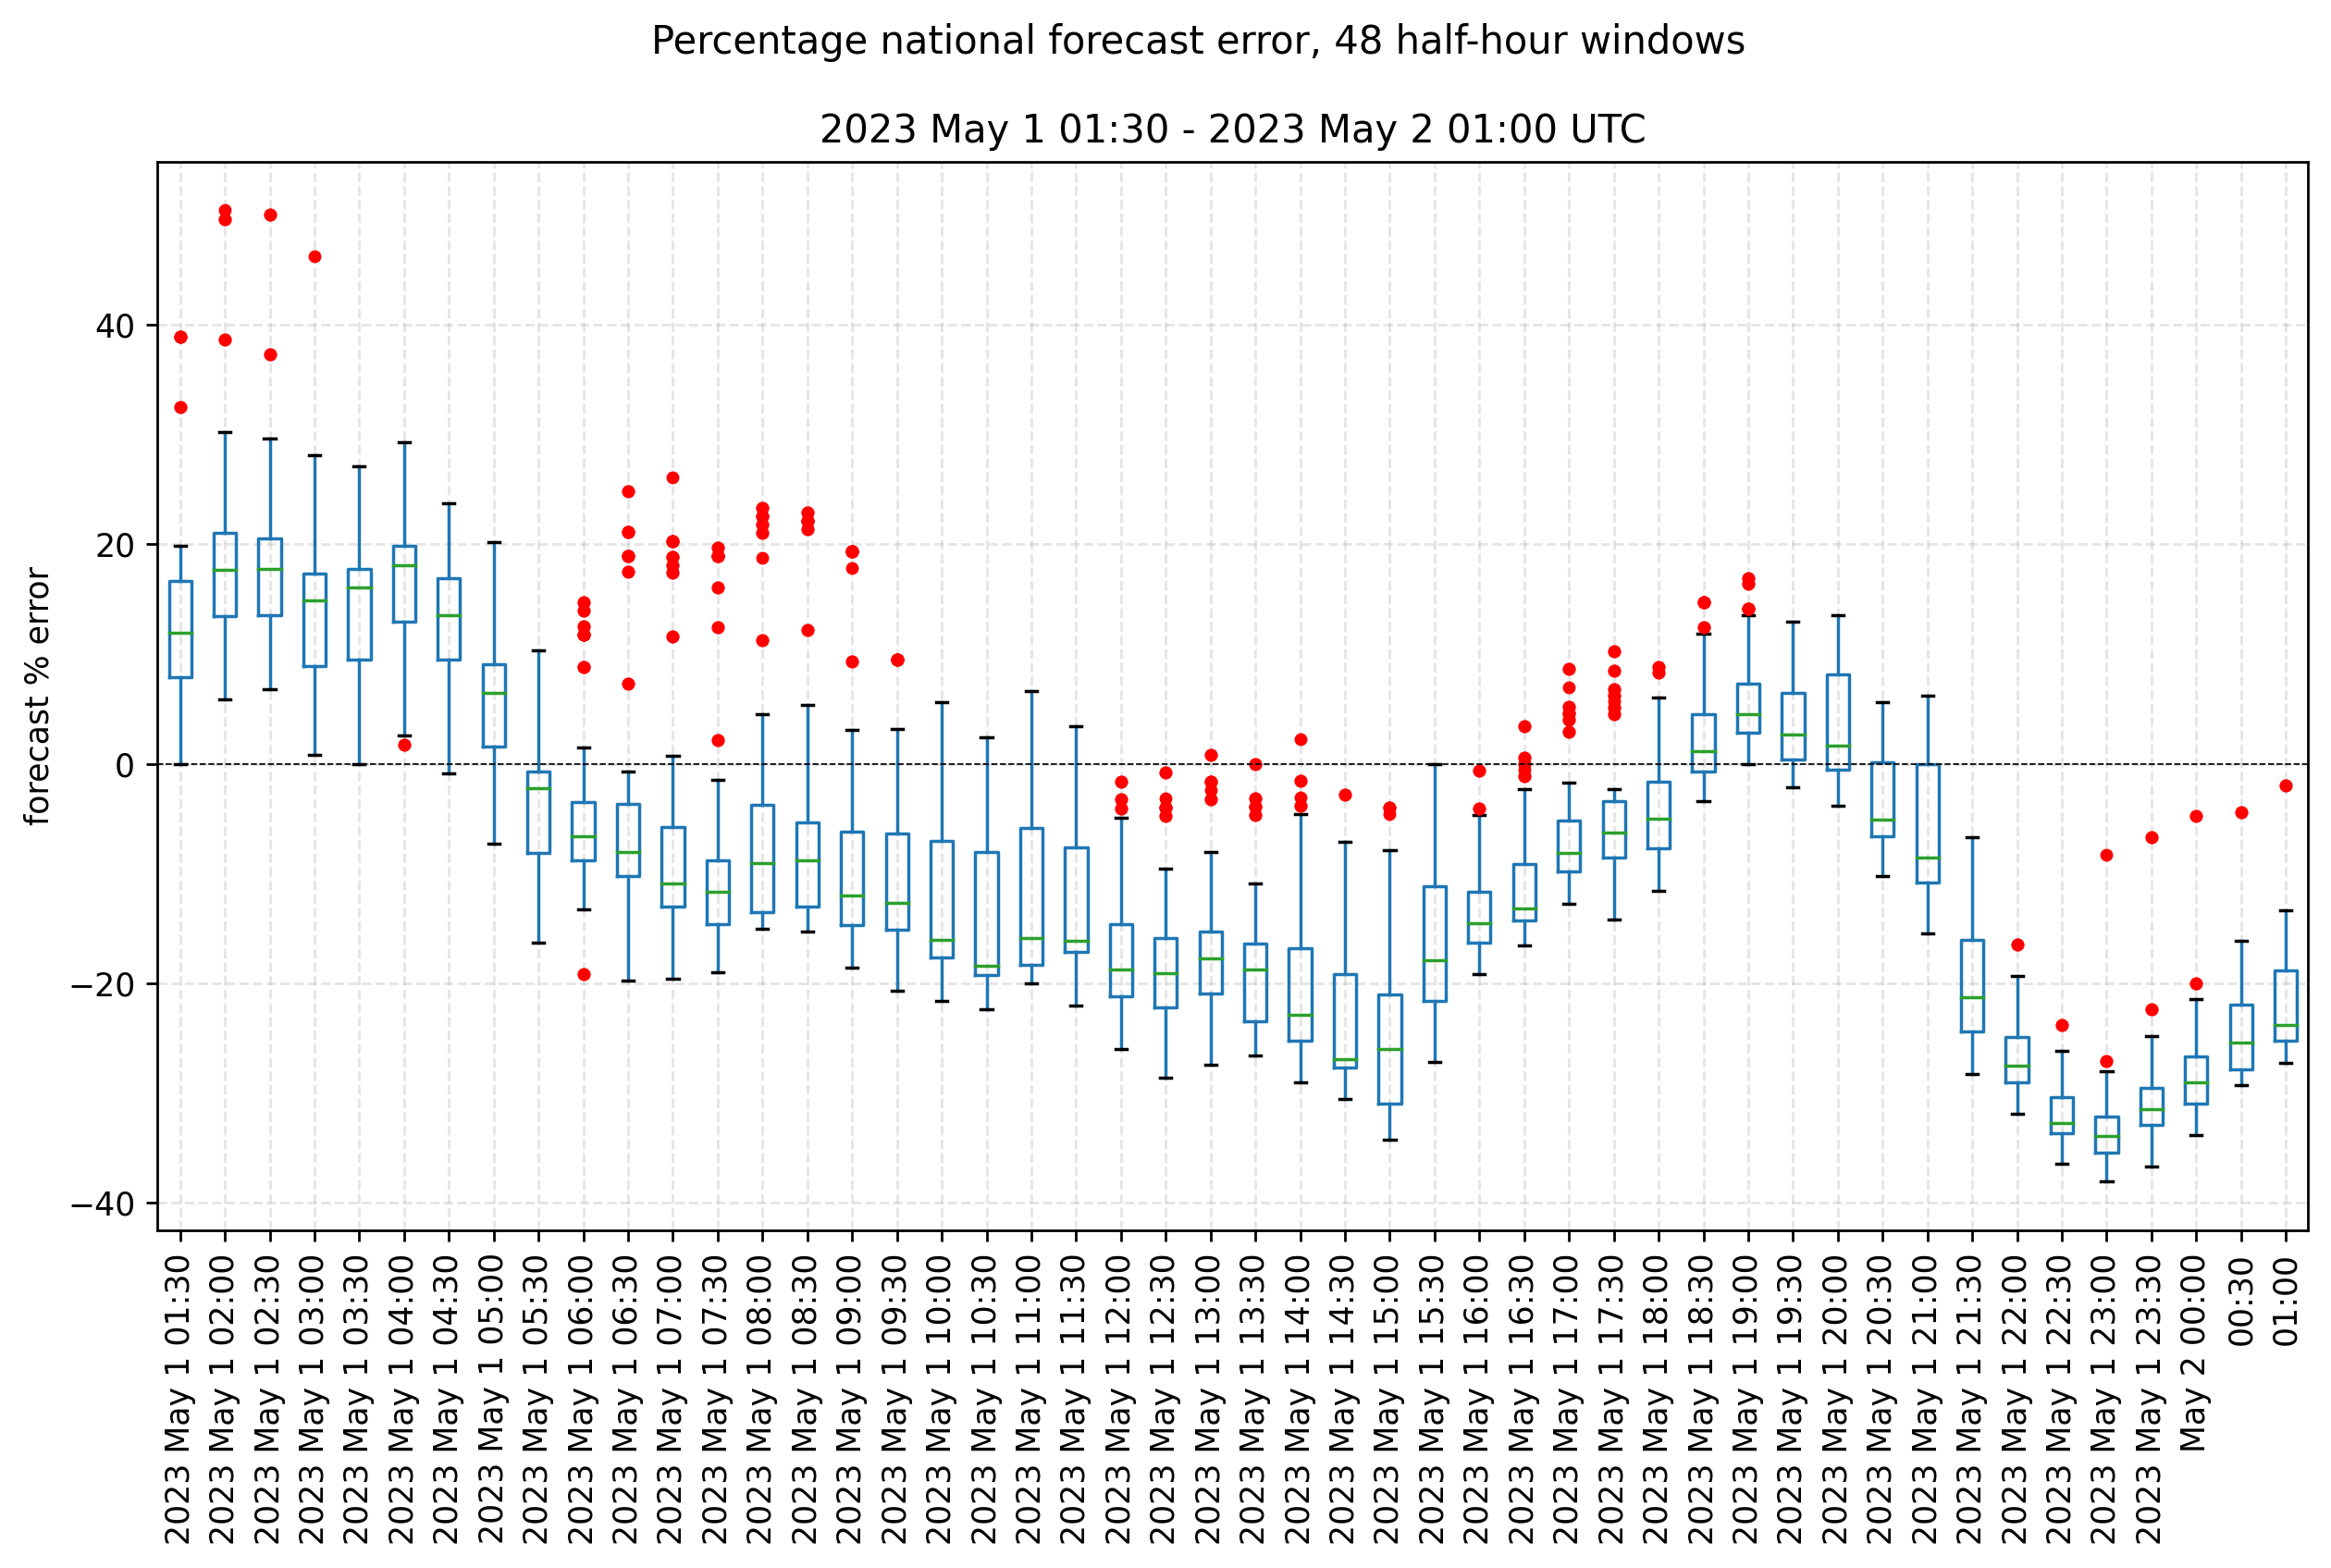 Percentage national forecast error, 48 half-hour windows
2023 May 1 01:30 - 2023 May 2 01:00 UTC
forecast % error
40
20
0
−20
−40
2023 May 1 01:30
2023 May 1 02:00
2023 May 1 02:30
2023 May 1 03:00
2023 May 1 03:30
2023 May 1 04:00
2023 May 1 04:30
2023 May 1 05:00
2023 May 1 05:30
2023 May 1 06:00
2023 May 1 06:30
2023 May 1 07:00
2023 May 1 07:30
2023 May 1 08:00
2023 May 1 08:30
2023 May 1 09:00
2023 May 1 09:30
2023 May 1 10:00
2023 May 1 10:30
2023 May 1 11:00
2023 May 1 11:30
2023 May 1 12:00
2023 May 1 12:30
2023 May 1 13:00
2023 May 1 13:30
2023 May 1 14:00
2023 May 1 14:30
2023 May 1 15:00
2023 May 1 15:30
2023 May 1 16:00
2023 May 1 16:30
2023 May 1 17:00
2023 May 1 17:30
2023 May 1 18:00
2023 May 1 18:30
2023 May 1 19:00
2023 May 1 19:30
2023 May 1 20:00
2023 May 1 20:30
2023 May 1 21:00
2023 May 1 21:30
2023 May 1 22:00
2023 May 1 22:30
2023 May 1 23:00
2023 May 1 23:30
May 2 00:00
00:30
01:00